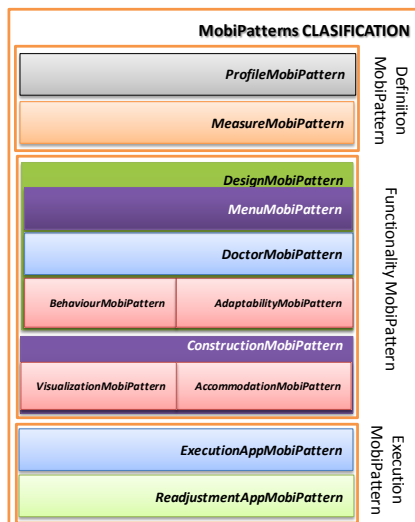 MobiPatterns CLASIFICATION
ProfileMobiPattern
MeasureMobiPattern
Definiiton
MobiPattern
DesignMobiPattern
MenuMobiPattern
DoctorMobiPattern
BehaviourMobiPattern
AdaptabilityMobiPattern
ConstructionMobiPattern
VisualizationMobiPattern
AccommodationMobiPattern
Functionality MobiPattern
ExecutionAppMobiPattern
ReadjustmentAppMobiPattern
Execution
MobiPattern